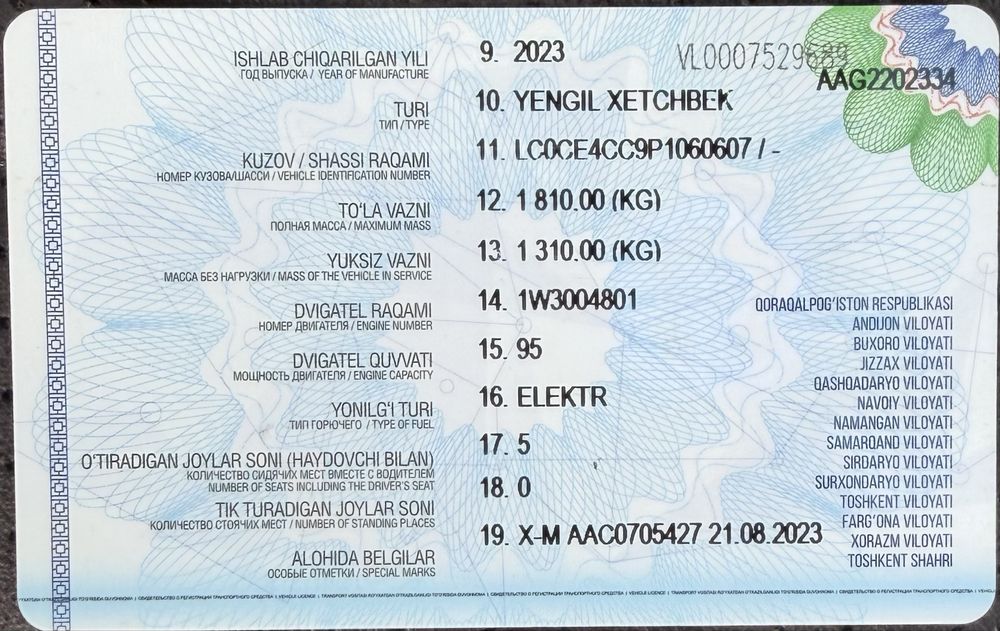 ISHLAB CHIQARILGAN YILI 9. 2023 VL0007529689
ГОД ВЫПУСКА / YEAR OF MANUFACTURE
AAG2202334
TURI 10. YENGIL XETCHBEK
ТИП / TYPE
KUZOV / SHASSI RAQAMI 11. LC0CE4CC9P1060607 / -
НОМЕР КУЗОВА/ШАССИ / VEHICLE IDENTIFICATION NUMBER
TO'LA VAZNI 12. 1 810.00 (KG)
ПОЛНАЯ МАССА / MAXIMUM MASS
YUKSIZ VAZNI 13. 1 310.00 (KG)
МАССА БЕЗ НАГРУЗКИ / MASS OF THE VEHICLE IN SERVICE
DVIGATEL RAQAMI 14. 1W3004801
НОМЕР ДВИГАТЕЛЯ / ENGINE NUMBER
DVIGATEL QUVVATI 15. 95
МОЩНОСТЬ ДВИГАТЕЛЯ / ENGINE CAPACITY
YONILG'I TURI 16. ELEKTR
ТИП ГОРЮЧЕГО / TYPE OF FUEL
O'TIRADIGAN JOYLAR SONI (HAYDOVCHI BILAN) 17. 5
КОЛИЧЕСТВО СИДЯЧИХ МЕСТ ВМЕСТЕ С ВОДИТЕЛЕМ
NUMBER OF SEATS INCLUDING THE DRIVER'S SEAT
TIK TURADIGAN JOYLAR SONI 18. 0
КОЛИЧЕСТВО СТОЯЧИХ МЕСТ / NUMBER OF STANDING PLACES
ALOHIDA BELGILAR 19. X-M AAC0705427 21.08.2023
ОСОБЫЕ ОТМЕТКИ / SPECIAL MARKS
QORAQALPOG'ISTON RESPUBLIKASI
ANDIJON VILOYATI
BUXORO VILOYATI
JIZZAX VILOYATI
QASHQADARYO VILOYATI
NAVOIY VILOYATI
NAMANGAN VILOYATI
SAMARQAND VILOYATI
SIRDARYO VILOYATI
SURXONDARYO VILOYATI
TOSHKENT VILOYATI
FARG'ONA VILOYATI
XORAZM VILOYATI
TOSHKENT SHAHRI